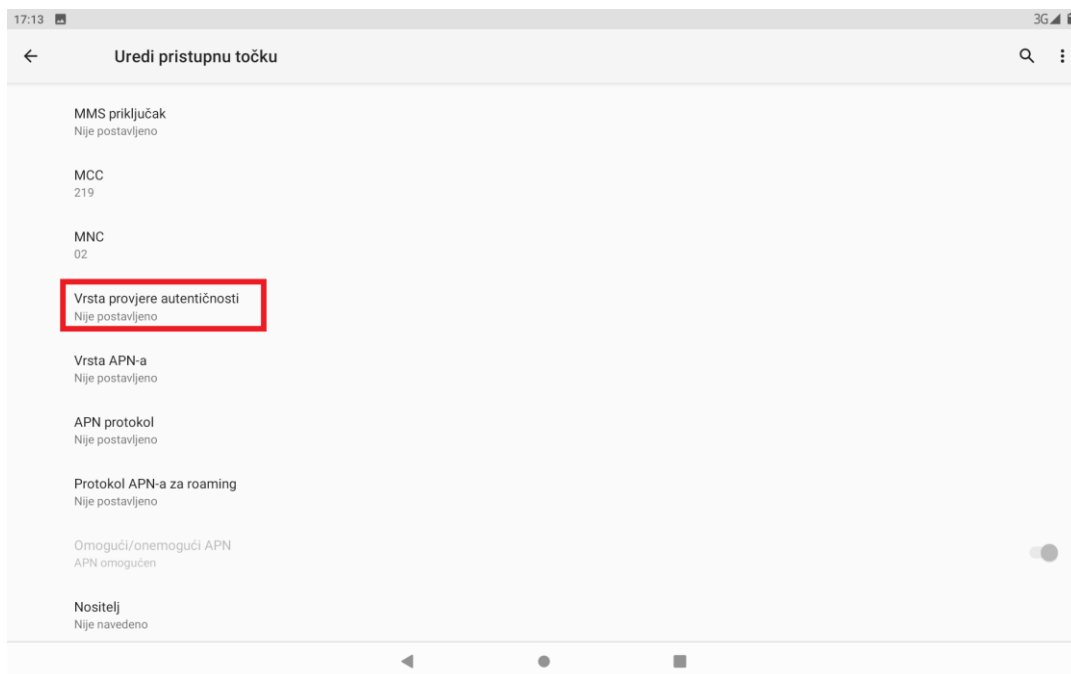 17:13 3G
Uredi pristupnu točku
MMS priključak
Nije postavljeno
MCC
219
MNC
02
Vrsta provjere autentičnosti
Nije postavljeno
Vrsta APN-a
Nije postavljeno
APN protokol
Nije postavljeno
Protokol APN-a za roaming
Nije postavljeno
Omogući/onemogući APN
APN omogućen
Nositelj
Nije navedeno